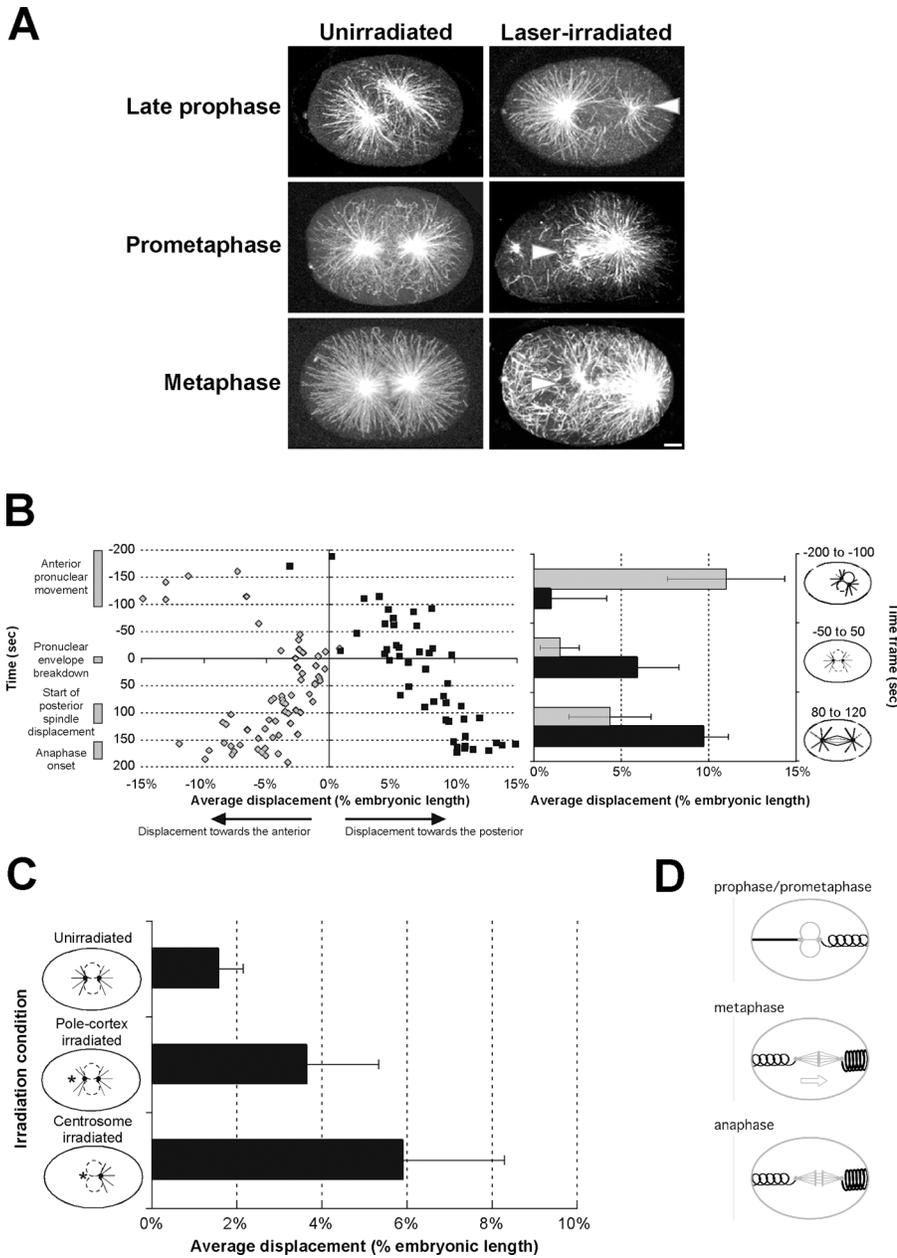 A
Unirradiated Laser-irradiated
Late prophase
Prometaphase
Metaphase
B
Anterior
pronuclear
movement
Pronuclear
envelope
breakdown
Start of
posterior
spindle
displacement
Anaphase
onset
Time (sec)
-200
-150
-100
-50
0
50
100
150
200
-15% -10% -5% 0% 5% 10% 15%
Average displacement (% embryonic length)
Displacement towards the anterior
Displacement towards the posterior
0% 5% 10% 15%
Average displacement (% embryonic length)
-200 to -100
-50 to 50
80 to 120
Time frame (sec)
C
Irradiation condition
Unirradiated
Pole-cortex
irradiated
*
Centrosome
irradiated
*
0% 2% 4% 6% 8% 10%
Average displacement (% embryonic length)
D
prophase/prometaphase
metaphase
anaphase